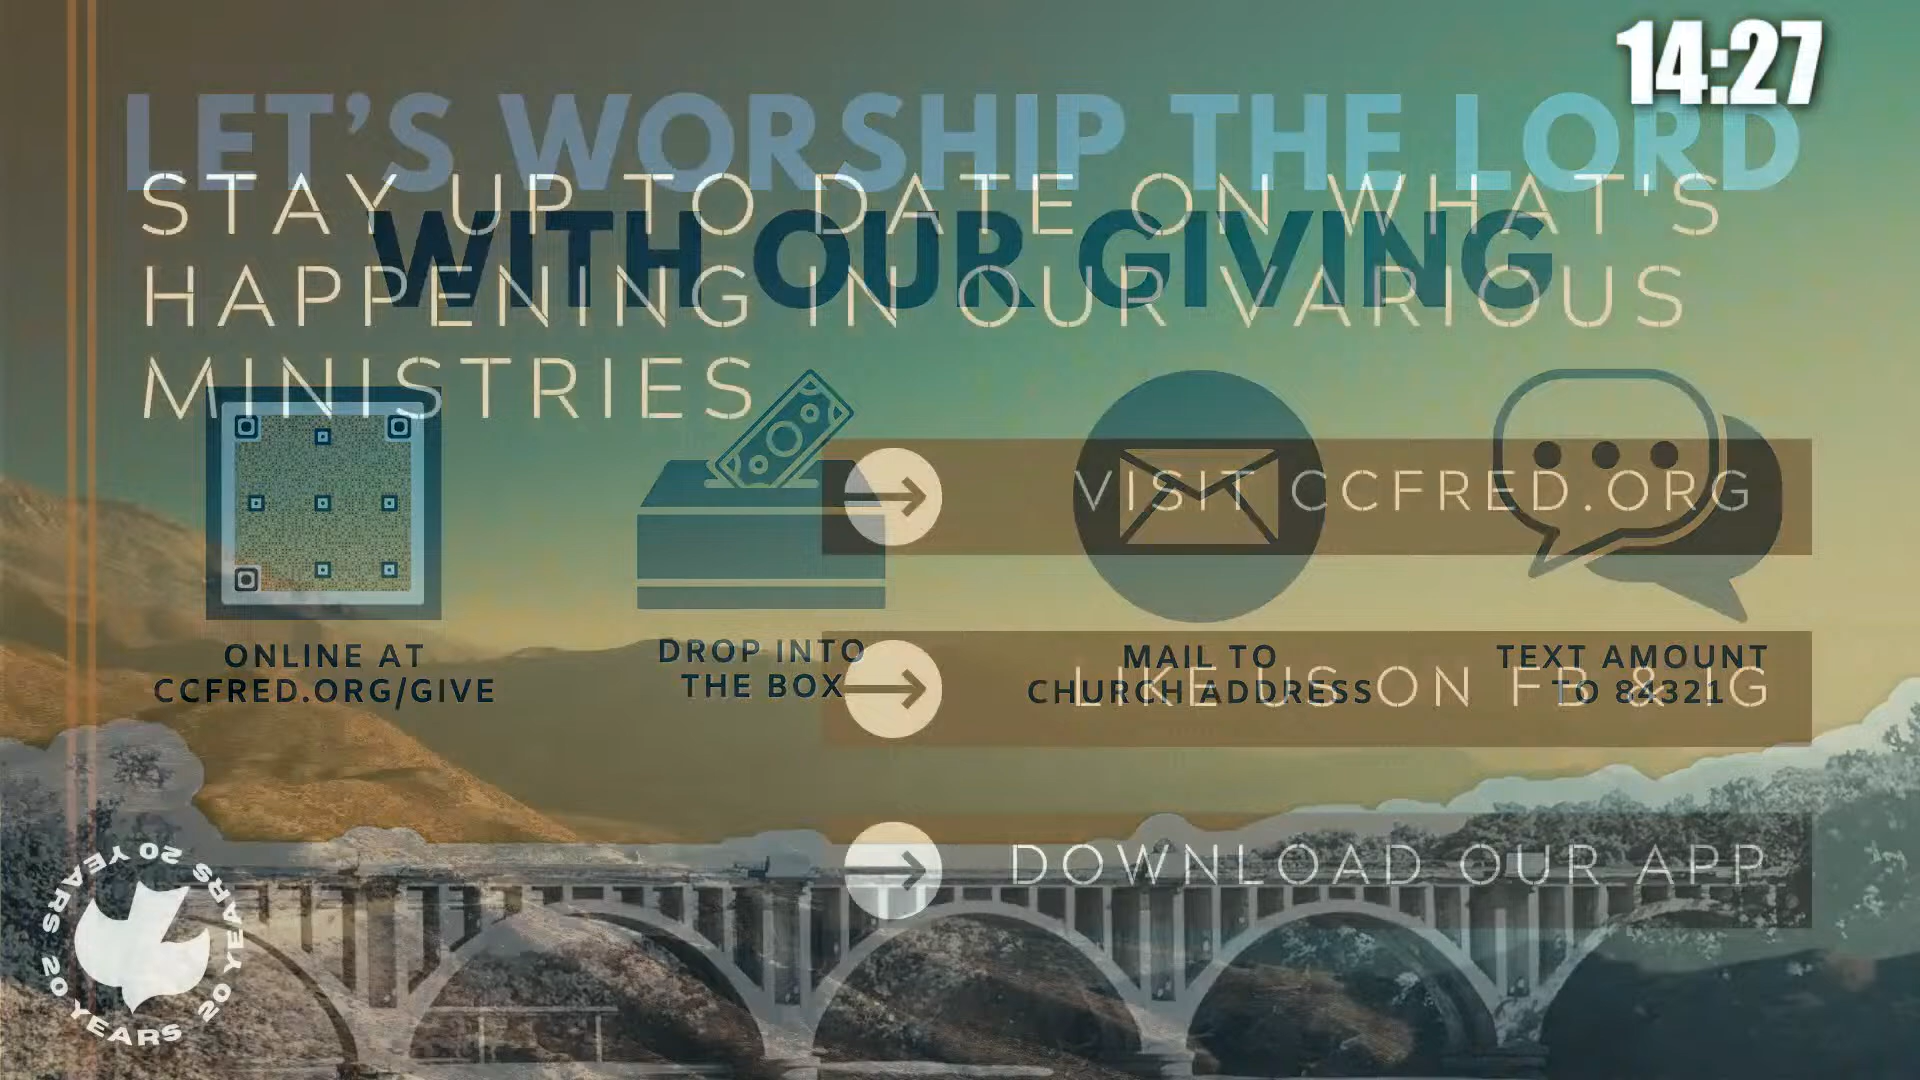 14:27
LET'S WORSHIP THE LORD
WITH OUR GIVING
STAY UP TO DATE ON WHAT'S
HAPPENING IN OUR VARIOUS
MINISTRIES
VISIT CCFRED.ORG
ONLINE AT
CCFRED.ORG/GIVE
DROP INTO
THE BOX
MAIL TO
CHURCH ADDRESS
TEXT AMOUNT
TO 84321
LIKE US ON FB & IG
DOWNLOAD OUR APP
20 YEARS 20 YEARS 20 YEARS